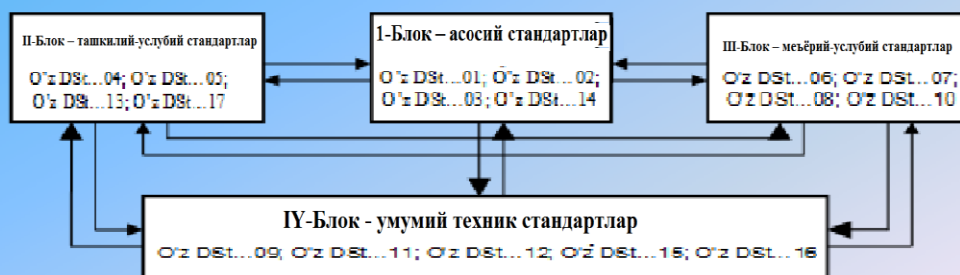 II-Блок – ташкилий-услубий стандартлар
O'z DSt...04; O'z DSt...05;
O'z DSt...13; O'z DSt...17
1-Блок – асосий стандартлар
O'z DSt...01; O'z DSt...02;
O'z DSt...03; O'z DSt...14
III-Блок – меъёрий-услубий стандартлар
O'z DSt...06; O'z DSt...07;
O'z DSt...08; O'z DSt...10
IY-Блок - умумий техник стандартлар
O'z DSt...09; O'z DSt...11; O'z DSt...12; O'z DSt...15; O'z DSt...16